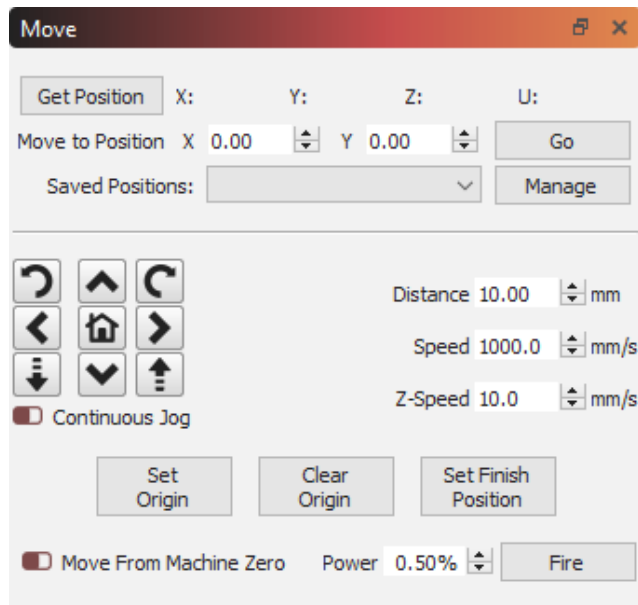 Move
Get Position X: Y: Z: U:
Move to Position X 0.00 Y 0.00 Go
Saved Positions: Manage
Distance 10.00 mm
Speed 1000.0 mm/s
Z-Speed 10.0 mm/s
Continuous Jog
Set Origin
Clear Origin
Set Finish Position
Move From Machine Zero Power 0.50% Fire